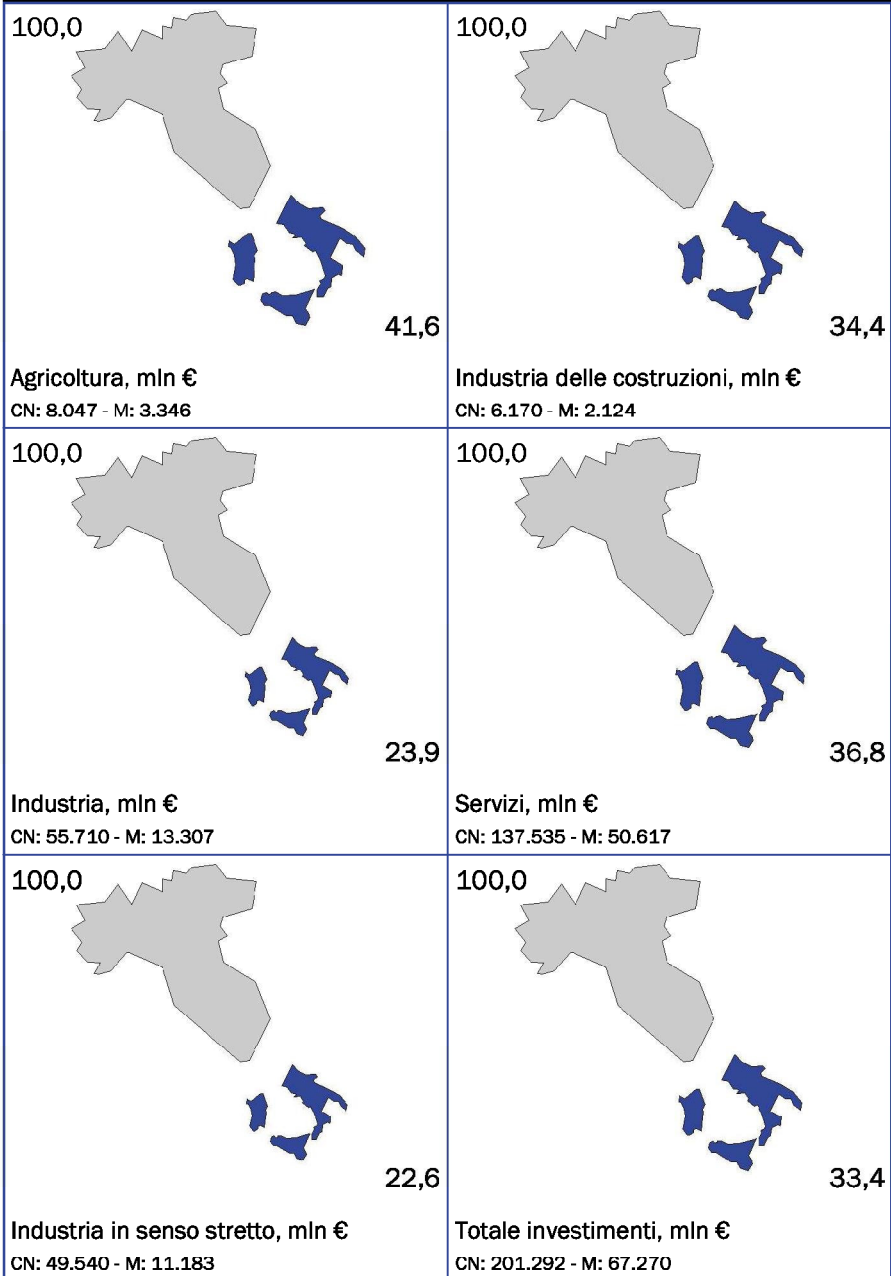 100,0
41,6
Agricoltura, mln €
CN: 8.047 - M: 3.346
100,0
34,4
Industria delle costruzioni, mln €
CN: 6.170 - M: 2.124
100,0
23,9
Industria, mln €
CN: 55.710 - M: 13.307
100,0
36,8
Servizi, mln €
CN: 137.535 - M: 50.617
100,0
22,6
Industria in senso stretto, mln €
CN: 49.540 - M: 11.183
100,0
33,4
Totale investimenti, mln €
CN: 201.292 - M: 67.270